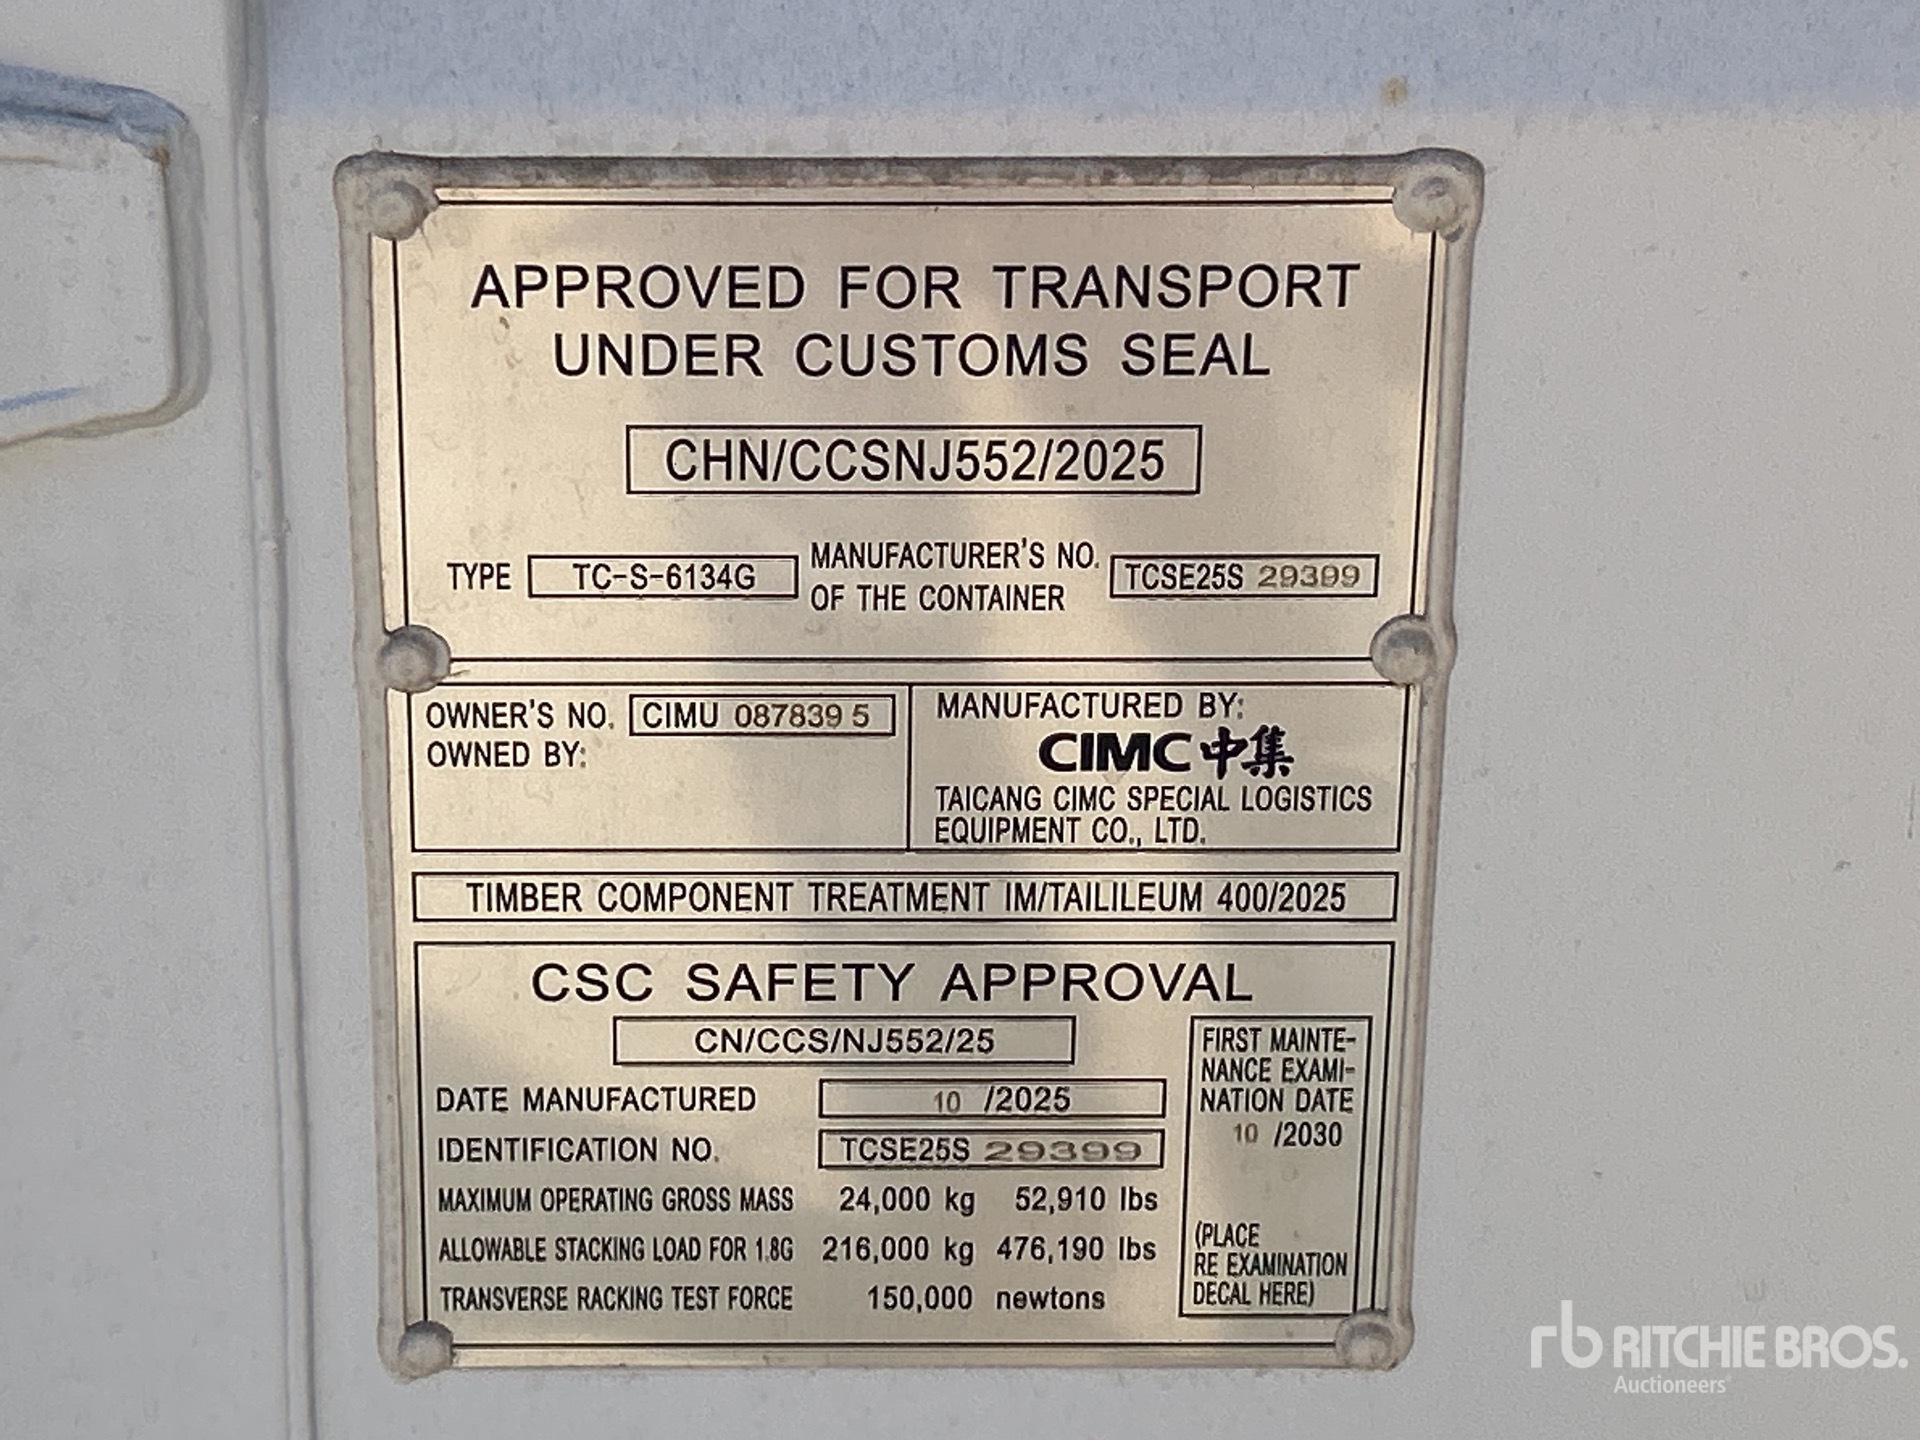 APPROVED FOR TRANSPORT
UNDER CUSTOMS SEAL
CHN/CCSNJ552/2025
TYPE TC-S-6134G MANUFACTURER'S NO. OF THE CONTAINER TCSE25S 29399
OWNER'S NO. CIMU 087839 5
OWNED BY:
MANUFACTURED BY:
CIMC 中集
TAICANG CIMC SPECIAL LOGISTICS
EQUIPMENT CO., LTD.
TIMBER COMPONENT TREATMENT IM/TAILILEUM 400/2025
CSC SAFETY APPROVAL
CN/CCS/NJ552/25
DATE MANUFACTURED 10 /2025
IDENTIFICATION NO. TCSE25S 29399
MAXIMUM OPERATING GROSS MASS 24,000 kg 52,910 lbs
ALLOWABLE STACKING LOAD FOR 1.8G 216,000 kg 476,190 lbs
TRANSVERSE RACKING TEST FORCE 150,000 newtons
FIRST MAINTE-
NANCE EXAMI-
NATION DATE
10 /2030
(PLACE
RE EXAMINATION
DECAL HERE)
rb RITCHIE BROS.
Auctioneers